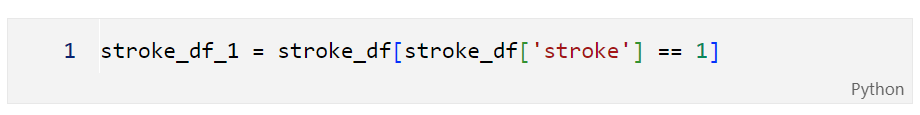 1 stroke_df_1 = stroke_df[stroke_df['stroke'] == 1]
Python